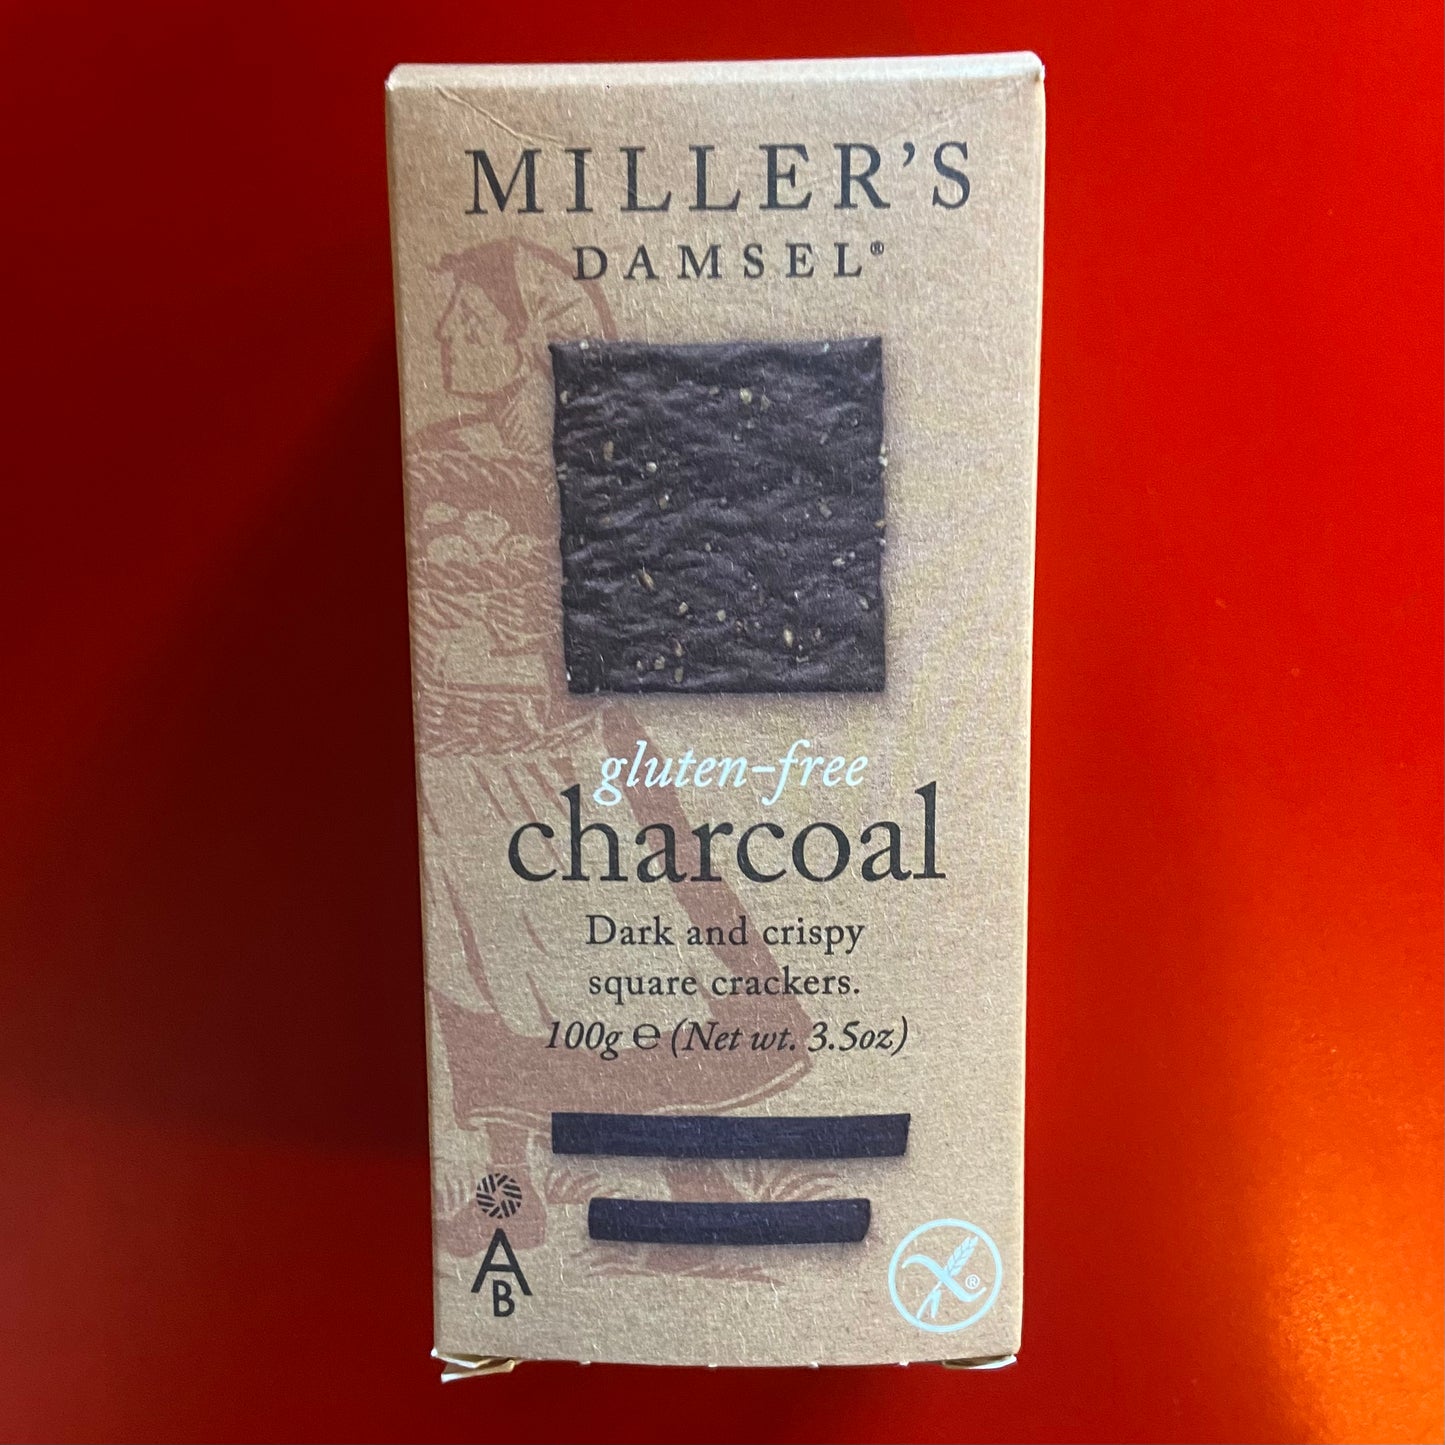 MILLER'S
DAMSEL®
gluten-free
charcoal
Dark and crispy
square crackers.
100g ℮ (Net wt. 3.5oz)
A
B
®